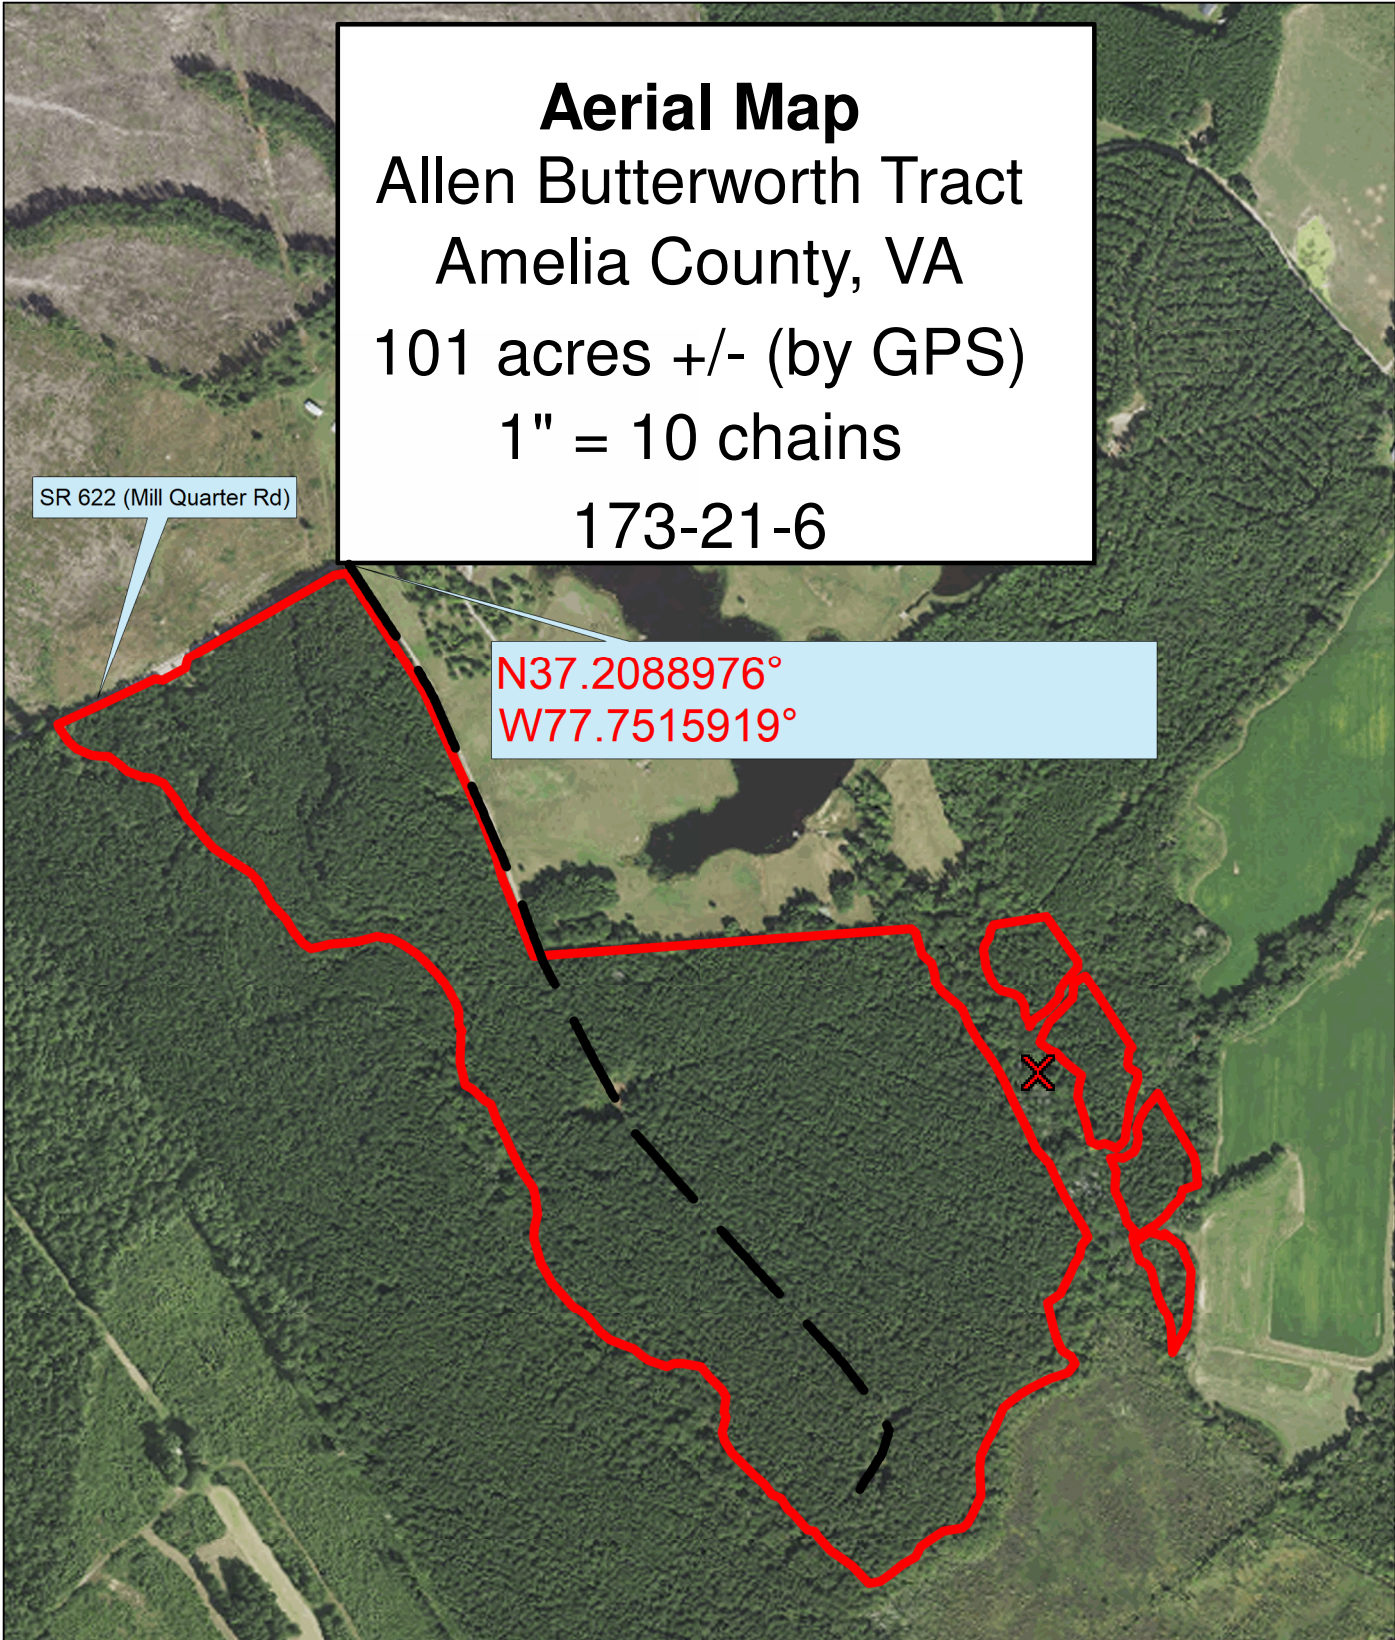 Aerial Map
Allen Butterworth Tract
Amelia County, VA
101 acres +/- (by GPS)
1" = 10 chains
173-21-6
SR 622 (Mill Quarter Rd)
N37.2088976°
W77.7515919°